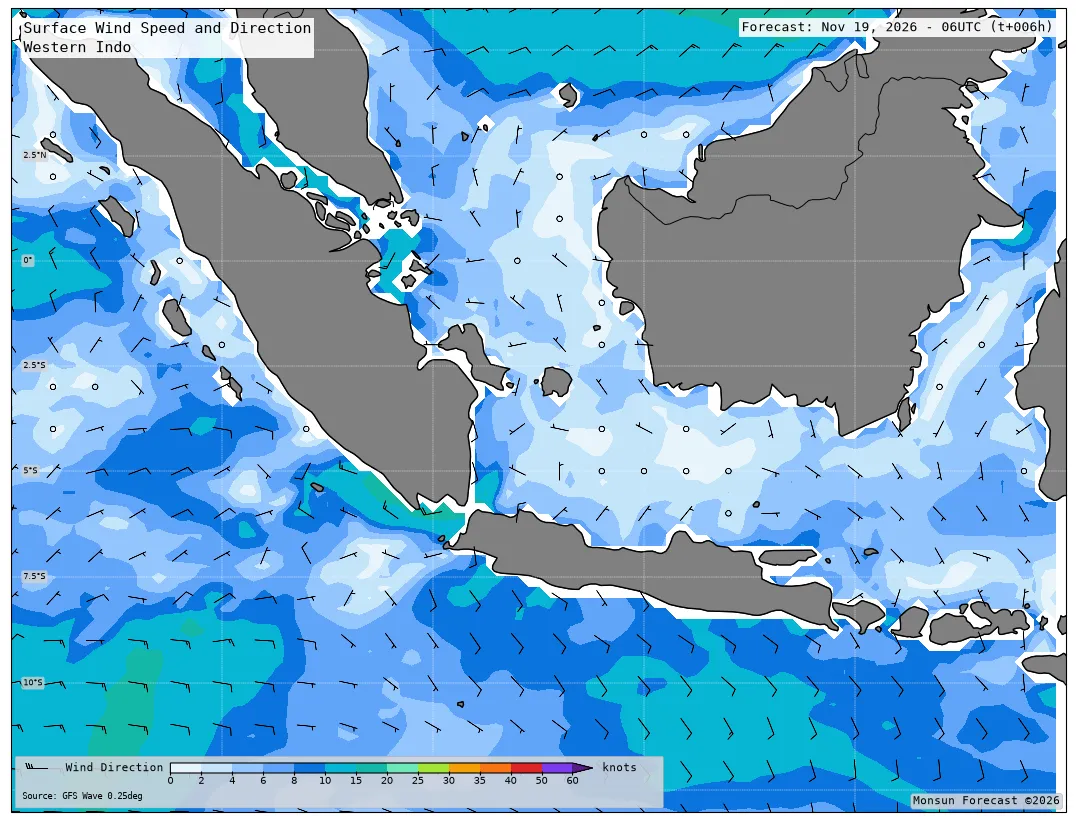 Surface Wind Speed and Direction
Western Indo
Forecast: Nov 19, 2026 - 06UTC (t+006h)
2.5°N
0°
2.5°S
5°S
7.5°S
10°S
Wind Direction
0 2 4 6 8 10 15 20 25 30 35 40 50 60
knots
Source: GFS Wave 0.25deg
Monsun Forecast ©2026